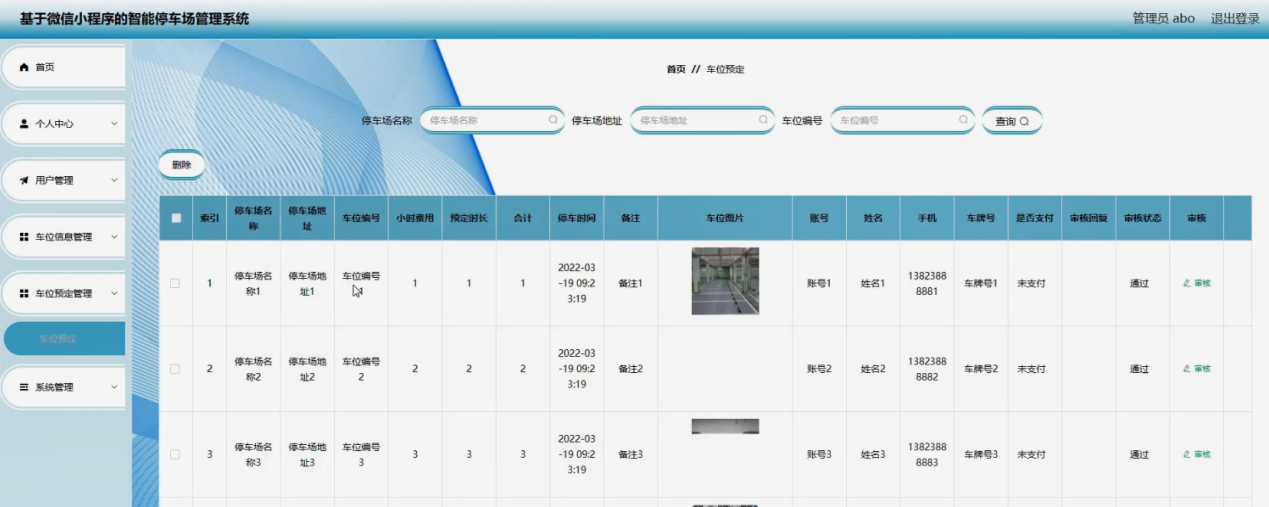 基于微信小程序的智能停车场管理系统
管理员 abo 退出登录
首页
个人中心
用户管理
车位信息管理
车位预定管理
车位预定
系统管理
首页 // 车位预定
停车场名称 停车场名称 停车场地址 停车场地址 车位编号 车位编号 查询
删除
索引 停车场名称 停车场地址 车位编号 小时费用 预定时长 合计 停车时间 备注 车位图片 账号 姓名 手机 车牌号 是否支付 审核回复 审核状态 审核
1 停车场名称1 停车场地址1 车位编号1 1 1 1 2022-03-19 09:23:19 备注1 账号1 姓名1 13823888881 车牌号1 未支付 通过 审核
2 停车场名称2 停车场地址2 车位编号2 2 2 2 2022-03-19 09:23:19 备注2 账号2 姓名2 13823888882 车牌号2 未支付 通过 审核
3 停车场名称3 停车场地址3 车位编号3 3 3 3 2022-03-19 09:23:19 备注3 账号3 姓名3 13823888883 车牌号3 未支付 通过 审核